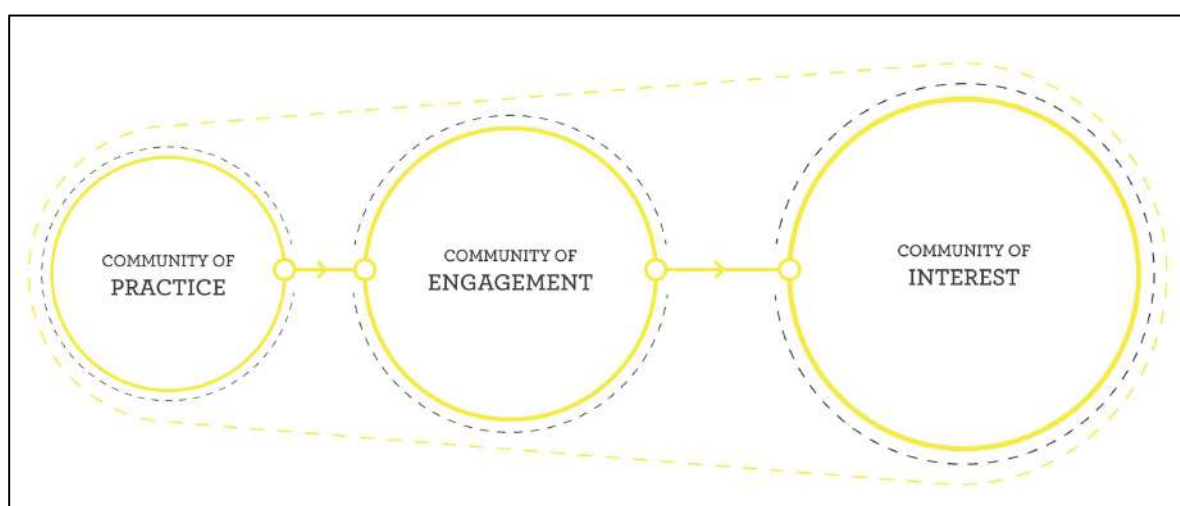 COMMUNITY OF
PRACTICE
COMMUNITY OF
ENGAGEMENT
COMMUNITY OF
INTEREST